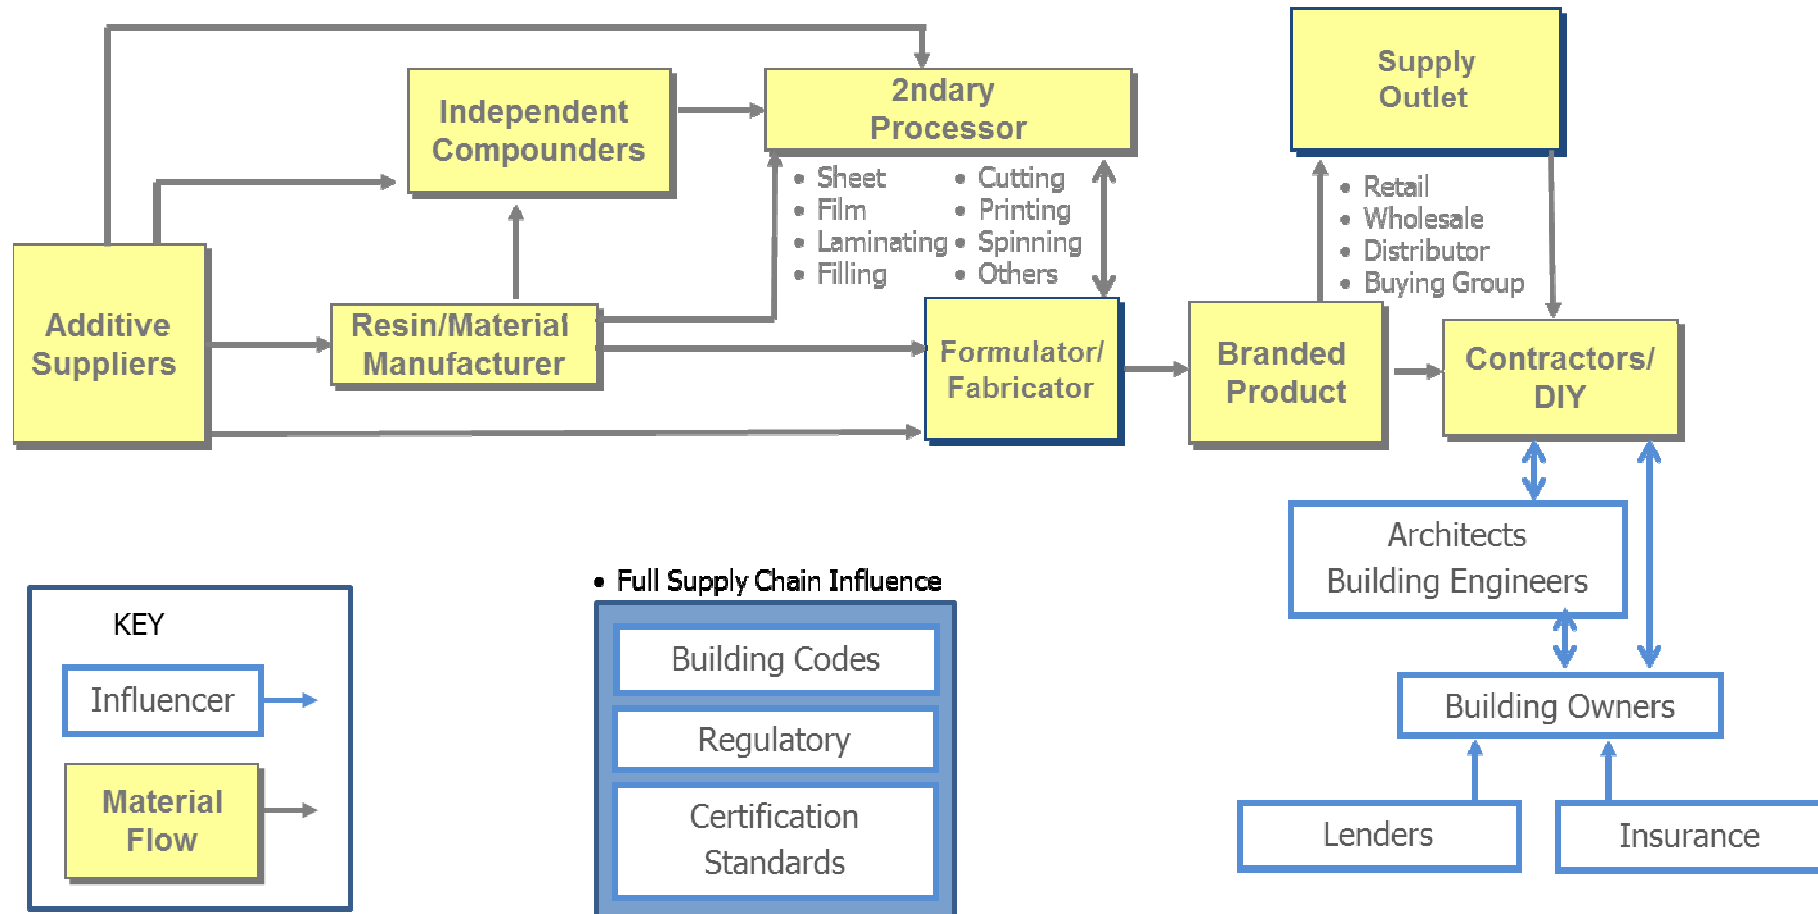 Independent
Compounders
2ndary
Processor
Supply
Outlet
• Sheet
• Film
• Laminating
• Filling
• Cutting
• Printing
• Spinning
• Others
• Retail
• Wholesale
• Distributor
• Buying Group
Additive
Suppliers
Resin/Material
Manufacturer
Formulator/
Fabricator
Branded
Product
Contractors/
DIY
Architects
Building Engineers
Building Owners
Lenders
Insurance
• Full Supply Chain Influence
Building Codes
Regulatory
Certification
Standards
KEY
Influencer
Material
Flow